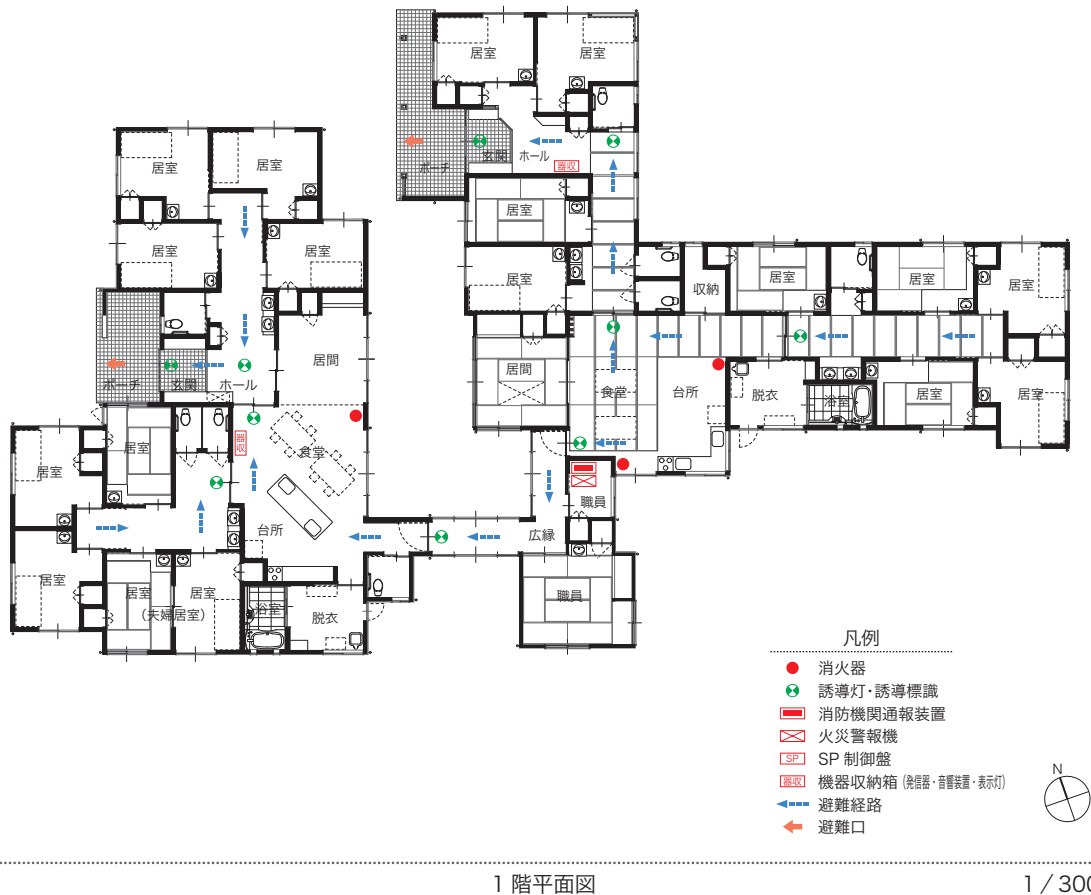 居室
居室
玄関
ホール
ポーチ
器収
居室
居室
居室
居室
居室
居室
収納
居室
居室
居室
居間
食堂
台所
脱衣
浴室
居室
居室
居間
玄関
ホール
ポーチ
器収
居室
居室
食堂
台所
職員
広縁
居室
居室
(夫婦居室)
居室
浴室
脱衣
職員
凡例
消火器
誘導灯・誘導標識
消防機関通報装置
火災警報機
SP SP 制御盤
器収 機器収納箱 (発信器・音響装置・表示灯)
避難経路
避難口
N
1 階平面図
1 / 300